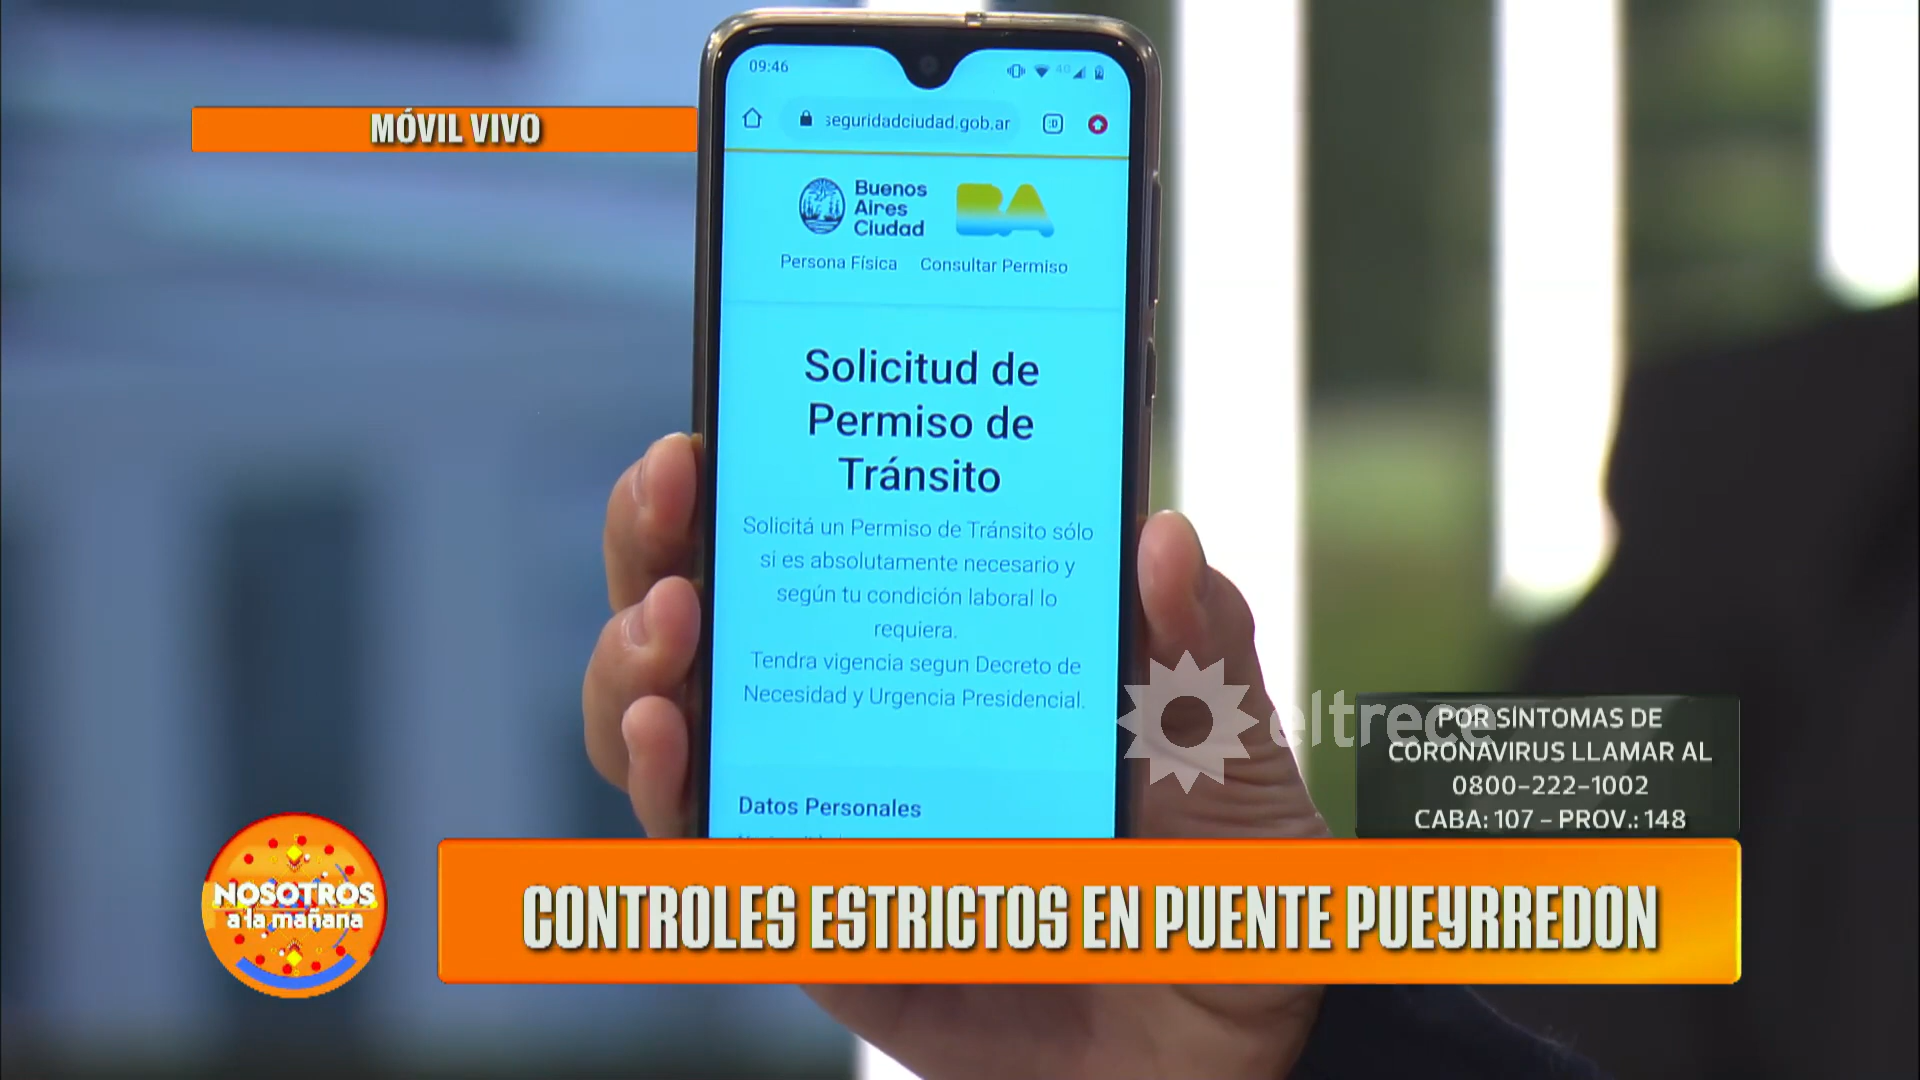 09:46
4G
MÓVIL VIVO
seguridadciudad.gob.ar
:D
Buenos
Aires
Ciudad
BA
Persona Física Consultar Permiso
Solicitud de
Permiso de
Tránsito
Solicitá un Permiso de Tránsito sólo
si es absolutamente necesario y
según tu condición laboral lo
requiera.
Tendra vigencia segun Decreto de
Necesidad y Urgencia Presidencial.
Datos Personales
eltrece
POR SÍNTOMAS DE
CORONAVIRUS LLAMAR AL
0800-222-1002
CABA: 107 - PROV.: 148
NOSOTROS
a la mañana
CONTROLES ESTRICTOS EN PUENTE PUEYRREDON